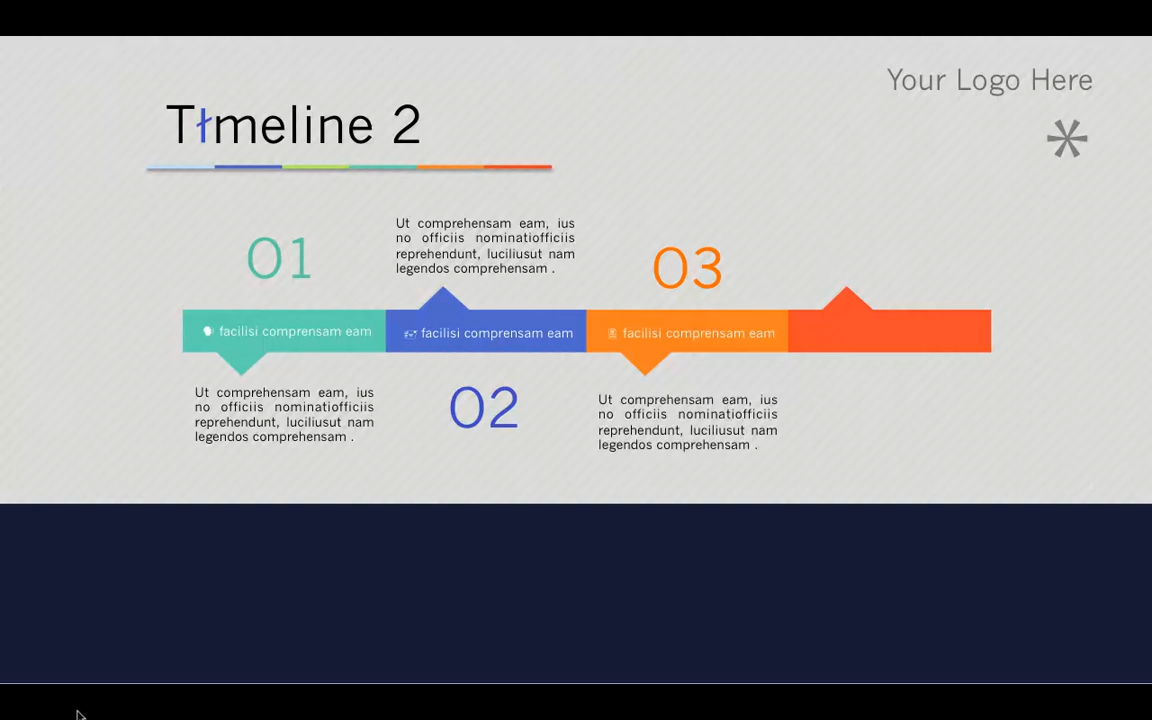 Your Logo Here
Tłmeline 2
01
Ut comprehensam eam, ius
no officiis nominatiofficiis
reprehendunt, luciliusut nam
legendos comprehensam .
03
facilisi comprensam eam
facilisi comprensam eam
facilisi comprensam eam
Ut comprehensam eam, ius
no officiis nominatiofficiis
reprehendunt, luciliusut nam
legendos comprehensam .
02
Ut comprehensam eam, ius
no officiis nominatiofficiis
reprehendunt, luciliusut nam
legendos comprehensam .